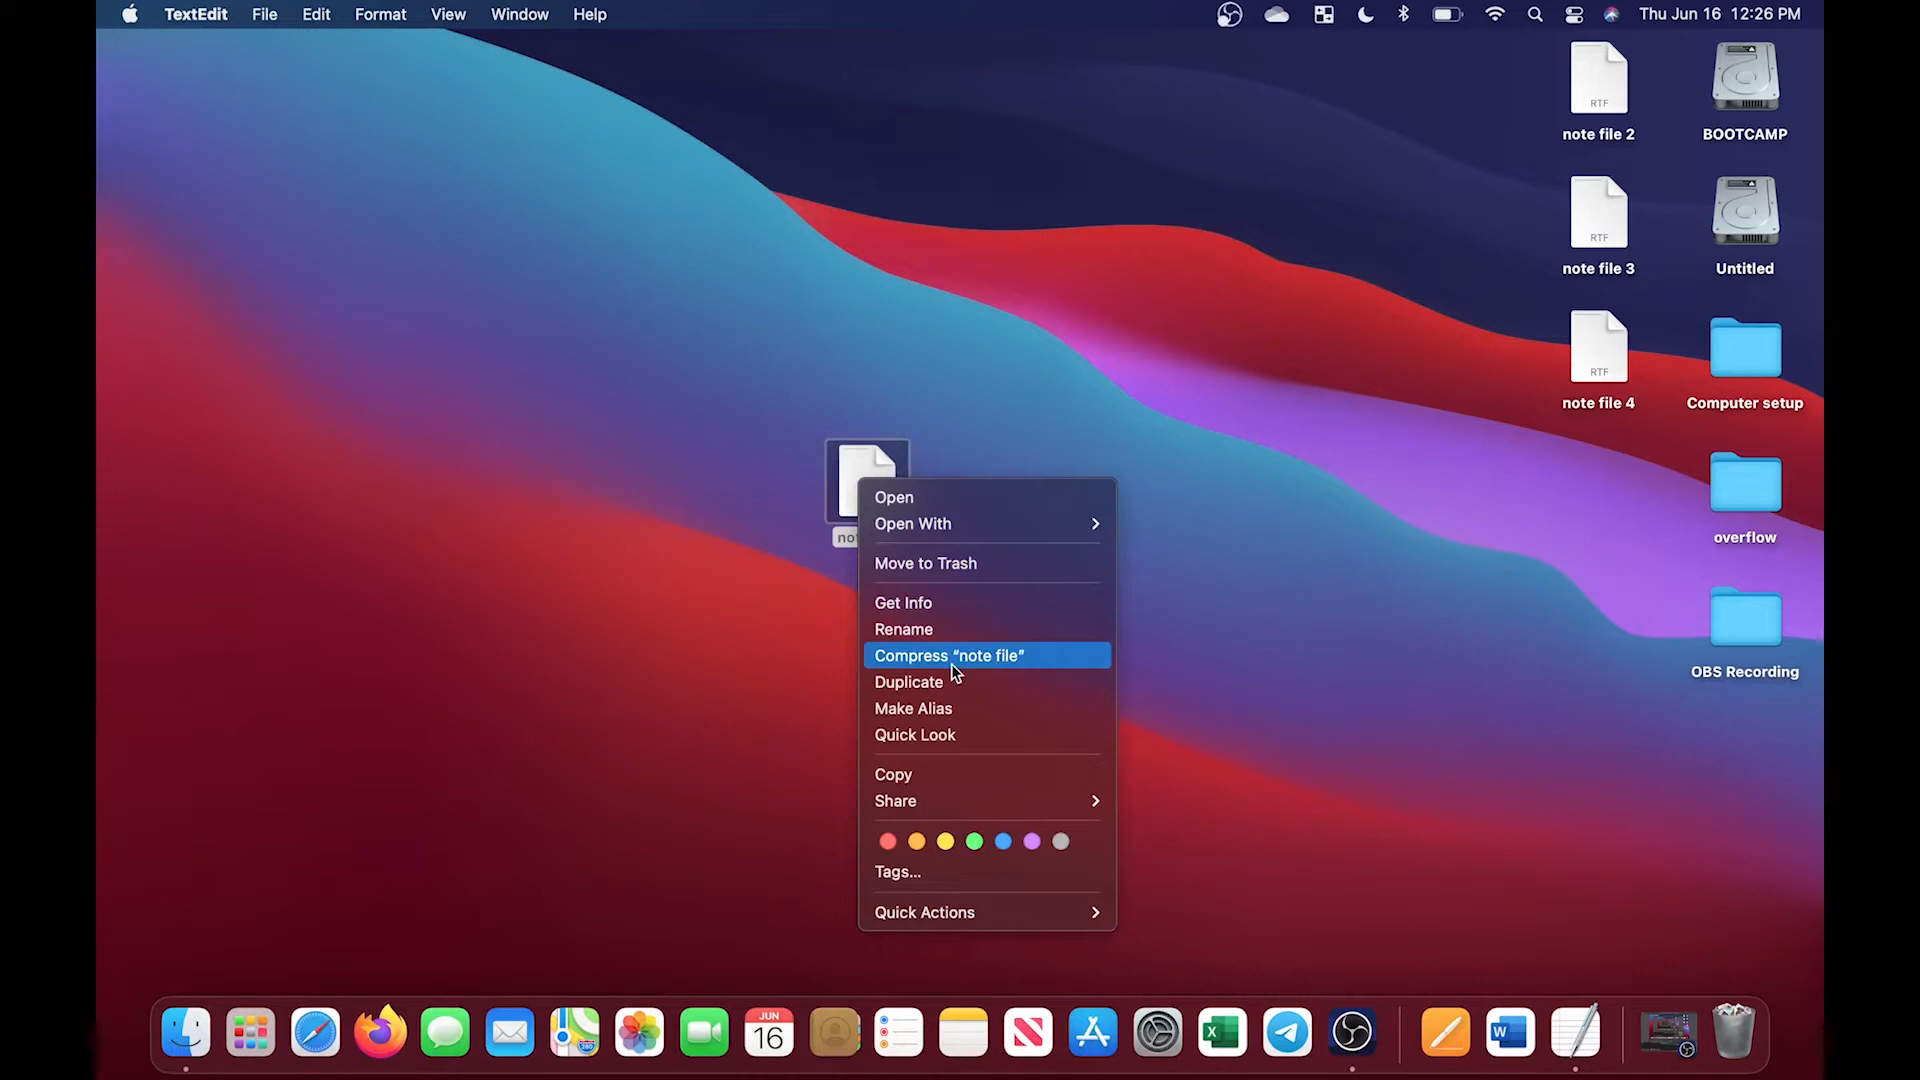 TextEdit File Edit Format View Window Help Thu Jun 16 12:26 PM
RTF
note file 2
BOOTCAMP
RTF
note file 3
Untitled
RTF
note file 4
Computer setup
overflow
OBS Recording
Open
Open With
Move to Trash
Get Info
Rename
Compress “note file”
Duplicate
Make Alias
Quick Look
Copy
Share
Tags...
Quick Actions
JUN
16